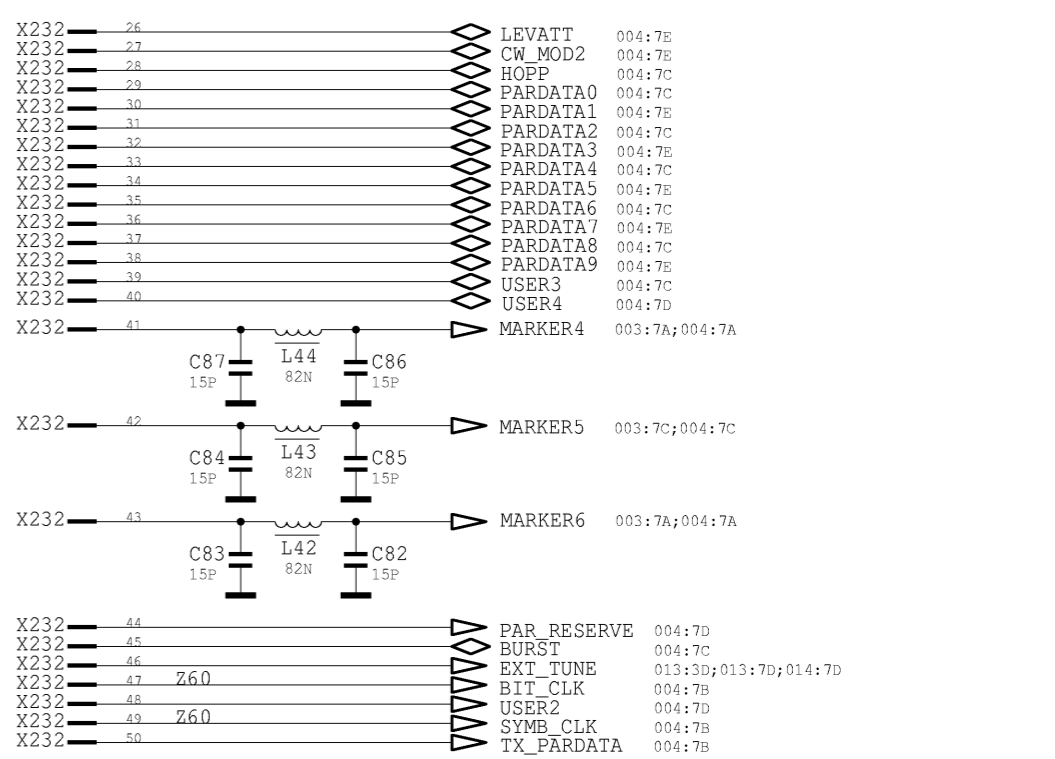 X232 26 LEVATT 004:7E
X232 27 CW_MOD2 004:7E
X232 28 HOPP 004:7C
X232 29 PARDATA0 004:7C
X232 30 PARDATA1 004:7E
X232 31 PARDATA2 004:7C
X232 32 PARDATA3 004:7E
X232 33 PARDATA4 004:7C
X232 34 PARDATA5 004:7E
X232 35 PARDATA6 004:7C
X232 36 PARDATA7 004:7E
X232 37 PARDATA8 004:7C
X232 38 PARDATA9 004:7E
X232 39 USER3 004:7C
X232 40 USER4 004:7D
X232 41 MARKER4 003:7A;004:7A
C87 L44 C86
15P 82N 15P
X232 42 MARKER5 003:7C;004:7C
C84 L43 C85
15P 82N 15P
X232 43 MARKER6 003:7A;004:7A
C83 L42 C82
15P 82N 15P
X232 44 PAR_RESERVE 004:7D
X232 45 BURST 004:7C
X232 46 EXT_TUNE 013:3D;013:7D;014:7D
X232 47 Z60 BIT_CLK 004:7B
X232 48 USER2 004:7D
X232 49 Z60 SYMB_CLK 004:7B
X232 50 TX_PARDATA 004:7B